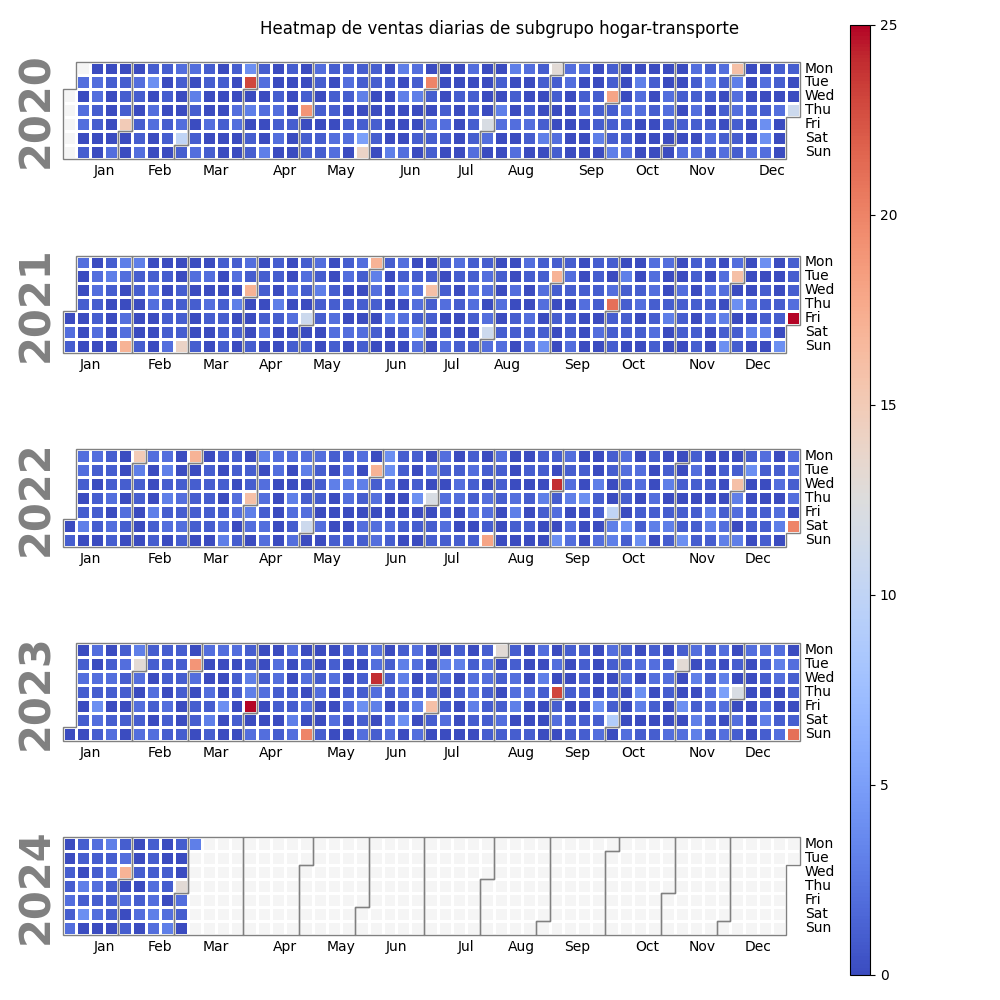 Heatmap de ventas diarias de subgrupo hogar-transporte
2020
Mon
Tue
Wed
Thu
Fri
Sat
Sun
Jan Feb Mar Apr May Jun Jul Aug Sep Oct Nov Dec
2021
Mon
Tue
Wed
Thu
Fri
Sat
Sun
Jan Feb Mar Apr May Jun Jul Aug Sep Oct Nov Dec
2022
Mon
Tue
Wed
Thu
Fri
Sat
Sun
Jan Feb Mar Apr May Jun Jul Aug Sep Oct Nov Dec
2023
Mon
Tue
Wed
Thu
Fri
Sat
Sun
Jan Feb Mar Apr May Jun Jul Aug Sep Oct Nov Dec
2024
Mon
Tue
Wed
Thu
Fri
Sat
Sun
Jan Feb Mar Apr May Jun Jul Aug Sep Oct Nov Dec
25
20
15
10
5
0